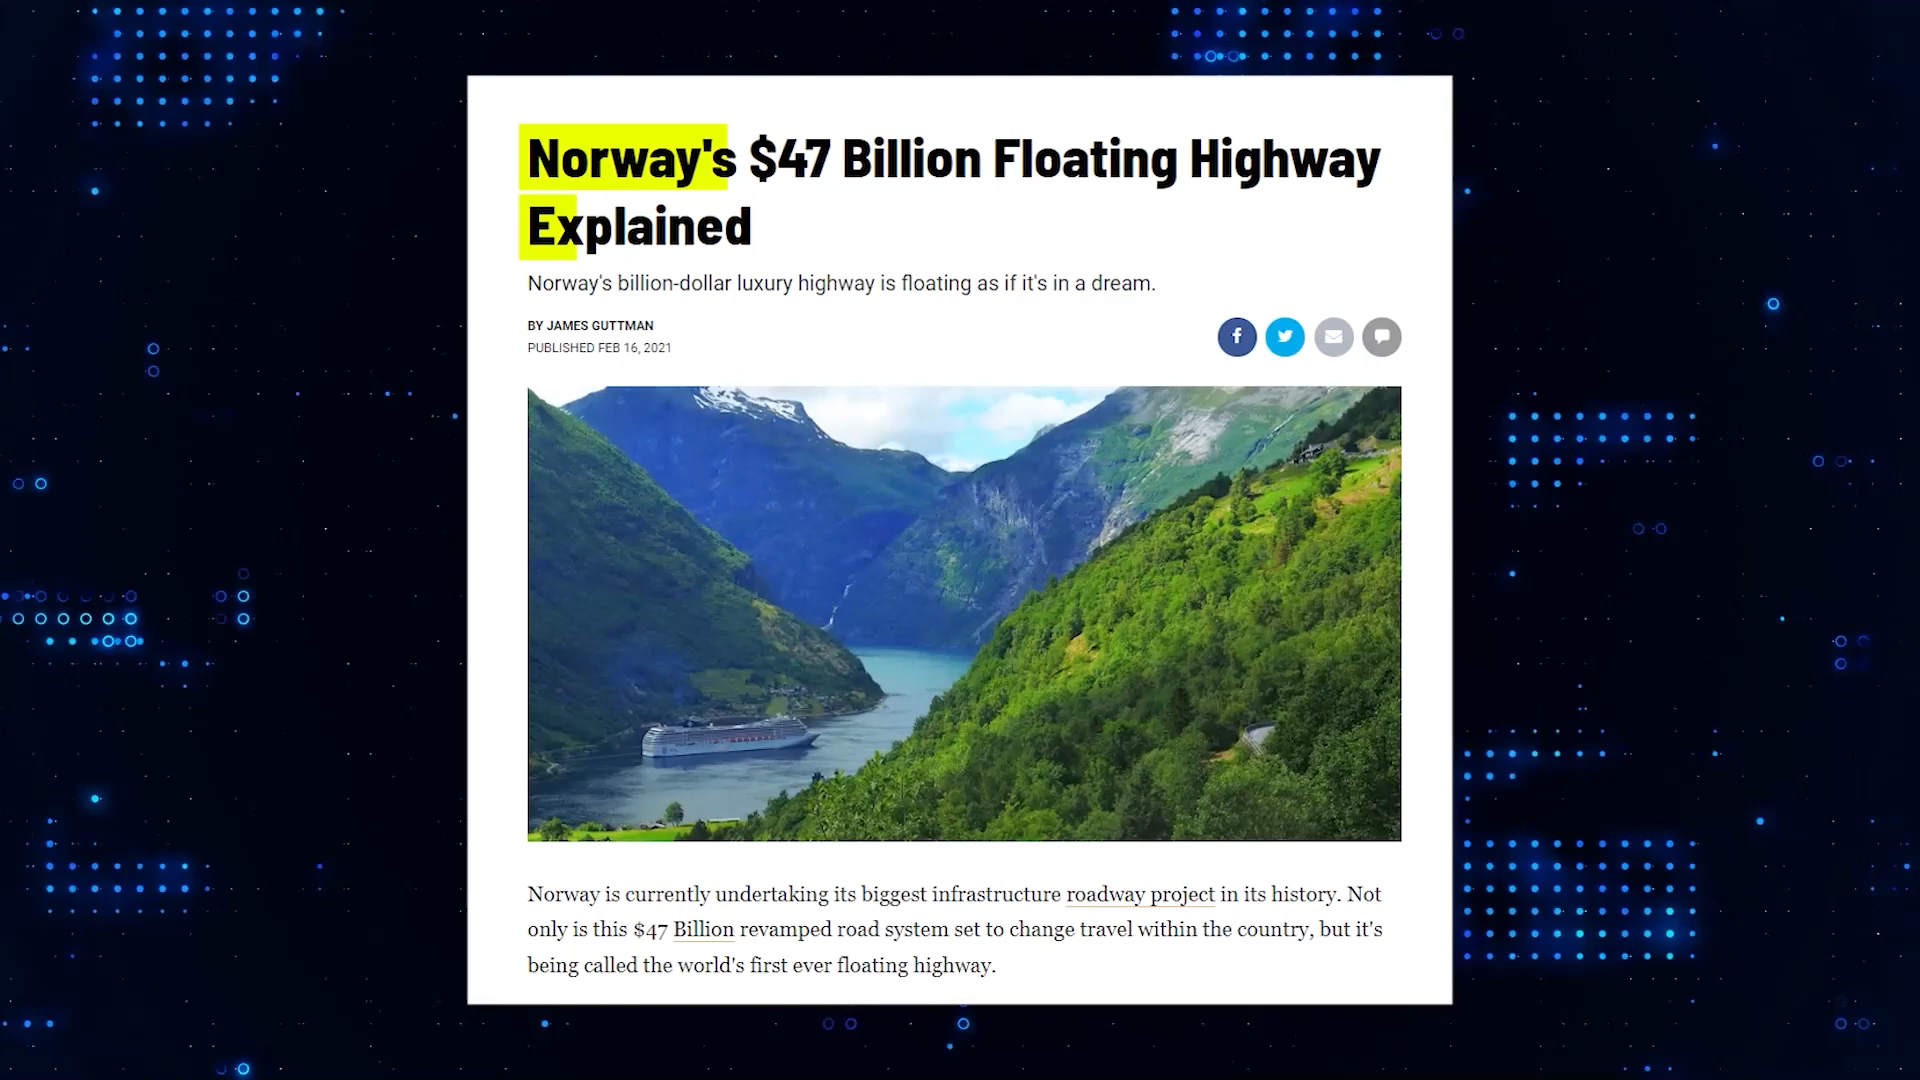 Norway's $47 Billion Floating Highway
Explained
Norway's billion-dollar luxury highway is floating as if it's in a dream.
BY JAMES GUTTMAN
PUBLISHED FEB 16, 2021
Norway is currently undertaking its biggest infrastructure roadway project in its history. Not
only is this $47 Billion revamped road system set to change travel within the country, but it's
being called the world's first ever floating highway.